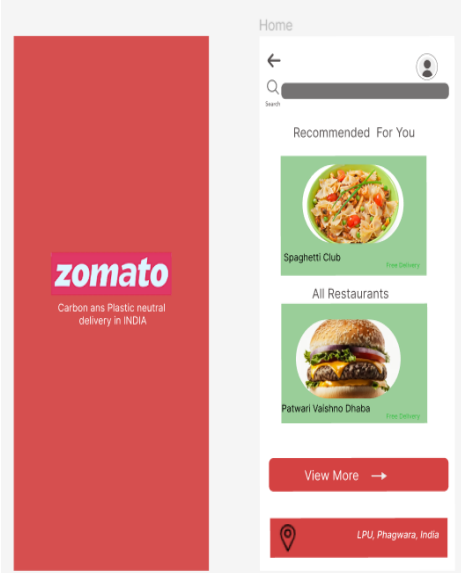 Home
Search
Recommended For You
Spaghetti Club
Free Delivery
All Restaurants
zomato
Carbon ans Plastic neutral
delivery in INDIA
Patwari Vaishno Dhaba
Free Delivery
View More
LPU, Phagwara, India